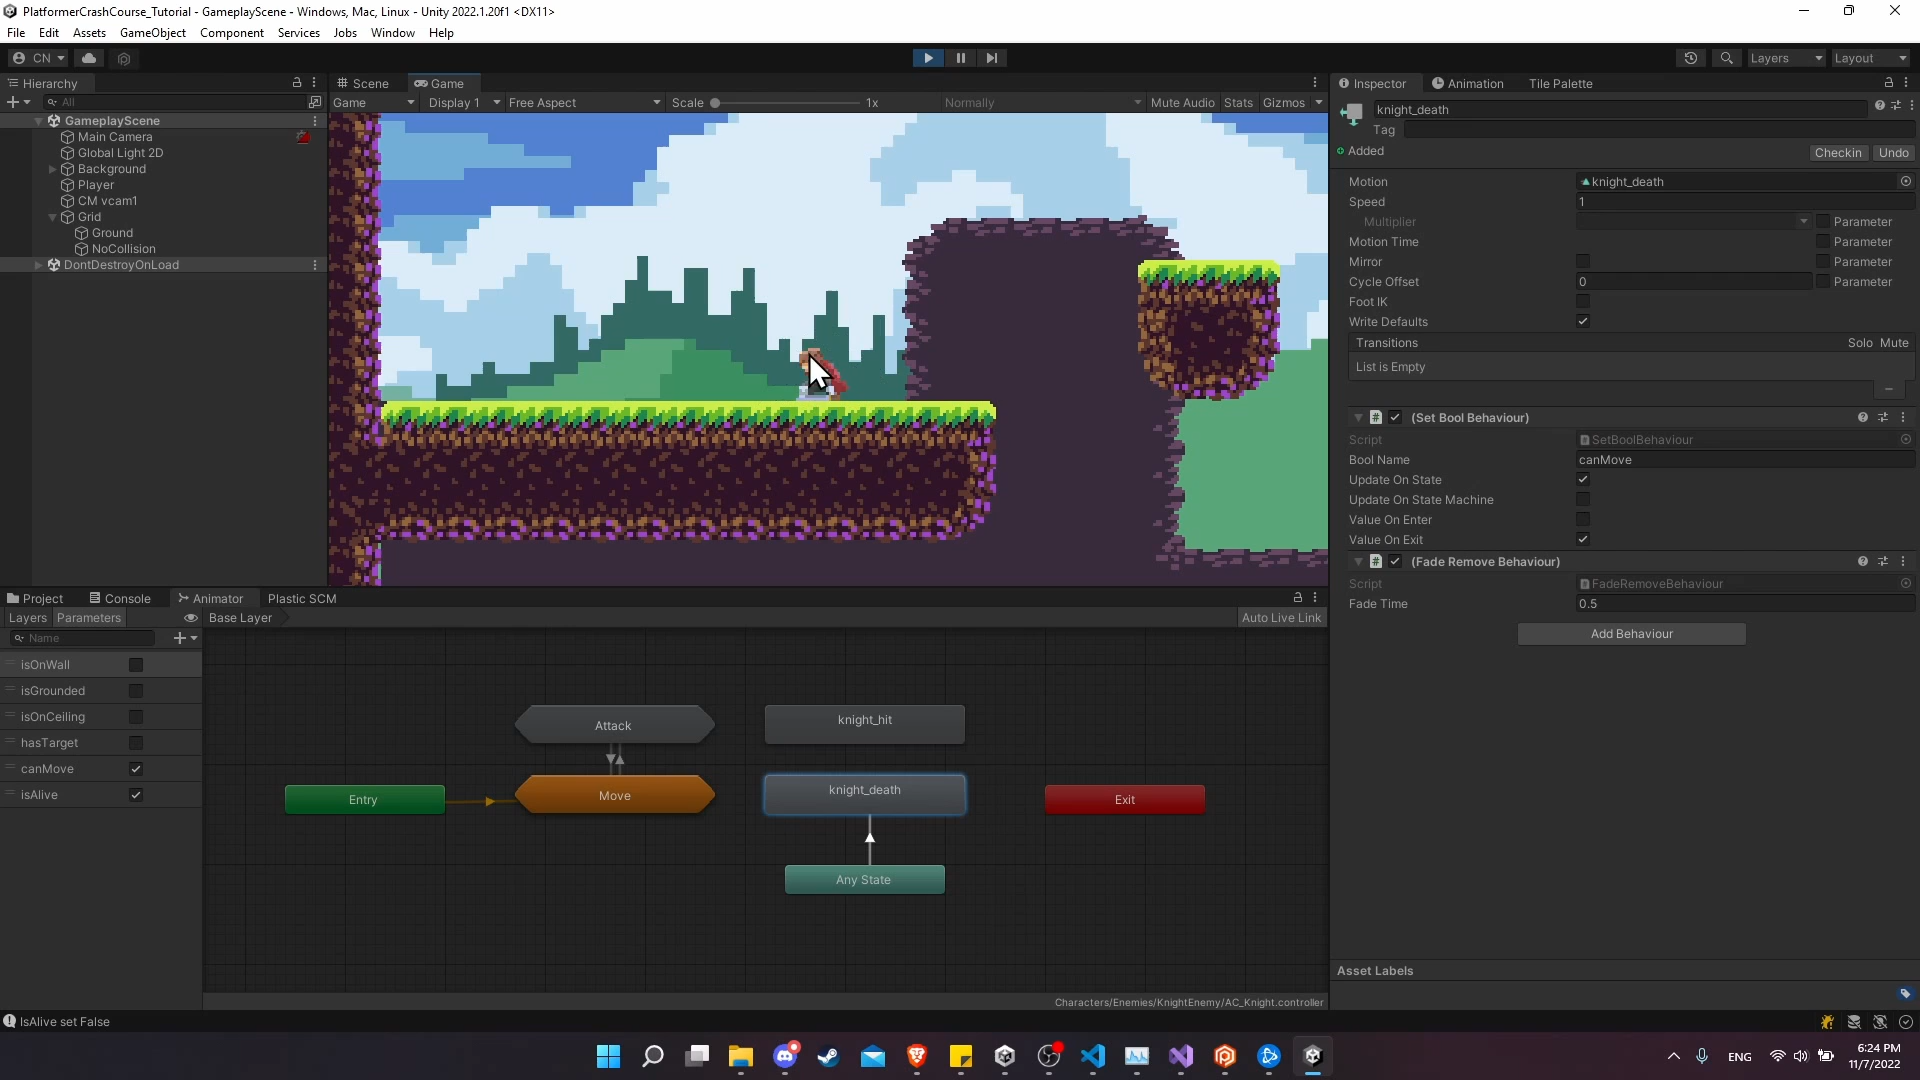 PlatformerCrashCourse_Tutorial - GameplayScene - Windows, Mac, Linux - Unity 2022.1.20f1 <DX11>
File Edit Assets GameObject Component Services Jobs Window Help
CN Layers Layout
Hierarchy
All
GameplayScene
Main Camera
Global Light 2D
Background
Player
CM vcam1
Grid
Ground
NoCollision
DontDestroyOnLoad
Scene Game
Game Display 1 Free Aspect Scale 1x Normally Mute Audio Stats Gizmos
Inspector Animation Tile Palette
knight_death
Tag
Added Checkin Undo
Motion knight_death
Speed 1
Multiplier Parameter
Motion Time Parameter
Mirror Parameter
Cycle Offset 0 Parameter
Foot IK
Write Defaults
Transitions Solo Mute
List is Empty
# (Set Bool Behaviour)
Script SetBoolBehaviour
Bool Name canMove
Update On State
Update On State Machine
Value On Enter
Value On Exit
# (Fade Remove Behaviour)
Script FadeRemoveBehaviour
Fade Time 0.5
Add Behaviour
Asset Labels
Project Console Animator Plastic SCM
Layers Parameters Base Layer Auto Live Link
Name
isOnWall
isGrounded
isOnCeiling
hasTarget
canMove
isAlive
Attack knight_hit
Entry Move knight_death Exit
Any State
Characters/Enemies/KnightEnemy/AC_Knight.controller
IsAlive set False
ENG 6:24 PM
11/7/2022